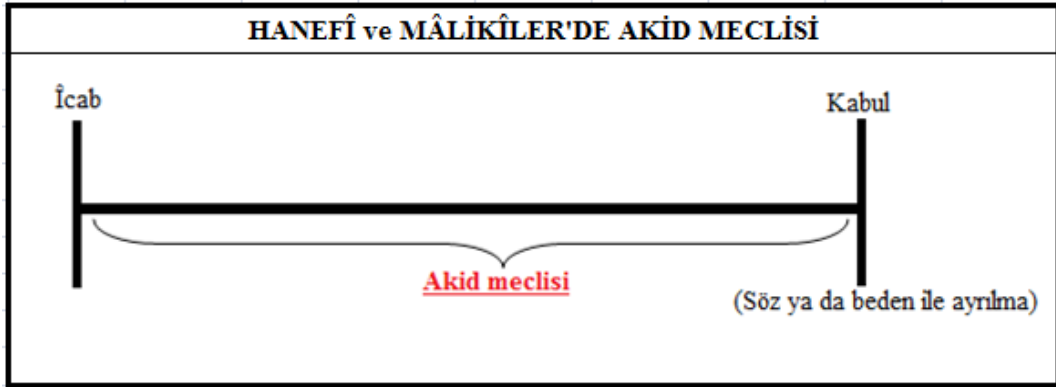 HANEFÎ ve MÂLİKÎLER'DE AKİD MECLİSİ
Îcab
Kabul
Akid meclisi
(Söz ya da beden ile ayrılma)